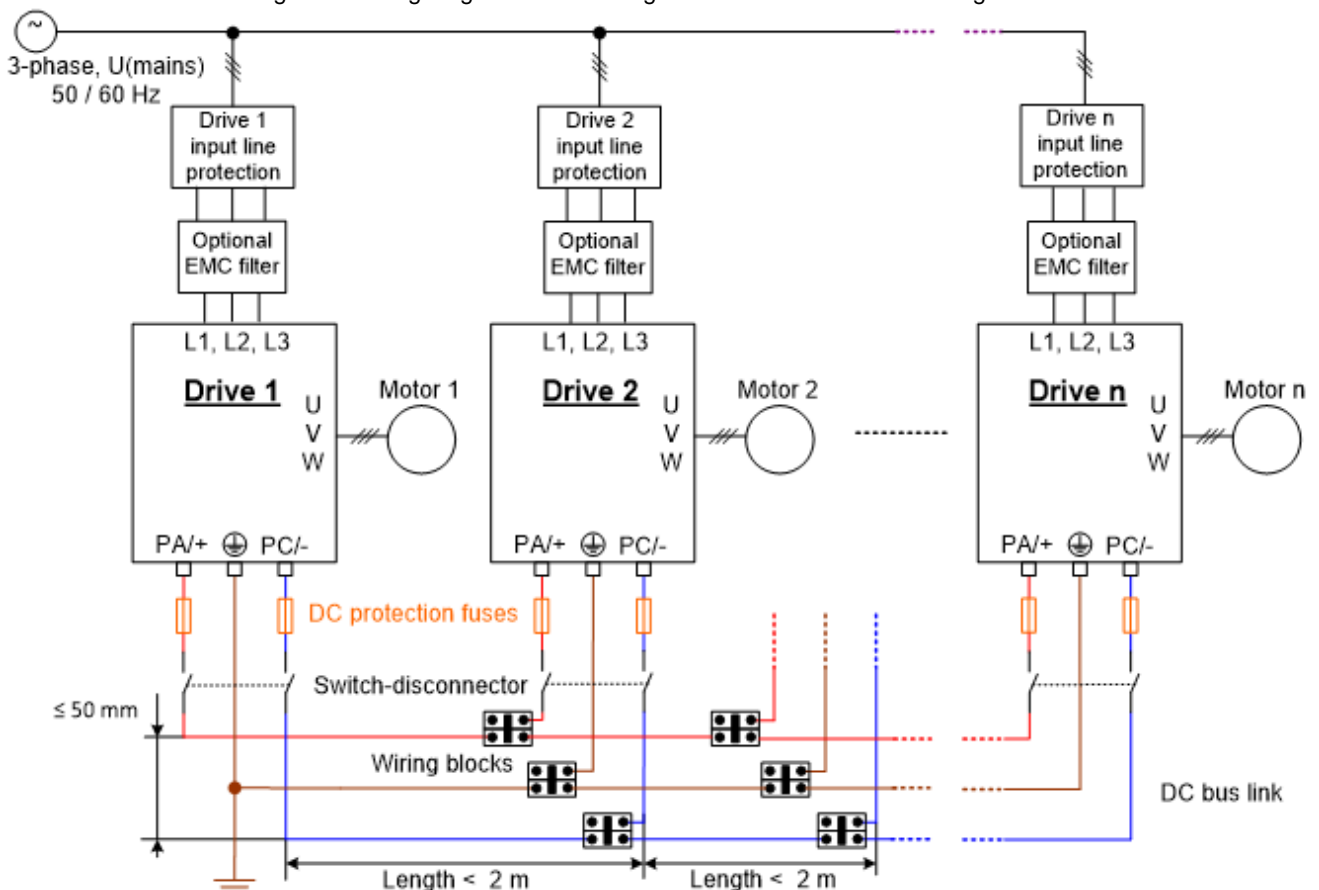 ~
3-phase, U(mains)
50 / 60 Hz
Drive 1
input line
protection
Drive 2
input line
protection
Drive n
input line
protection
Optional
EMC filter
Optional
EMC filter
Optional
EMC filter
L1, L2, L3
Drive 1
U
V
W
Motor 1
PA/+
PC/-
L1, L2, L3
Drive 2
U
V
W
Motor 2
PA/+
PC/-
L1, L2, L3
Drive n
U
V
W
Motor n
PA/+
PC/-
DC protection fuses
Switch-disconnector
≤ 50 mm
Wiring blocks
DC bus link
Length < 2 m
Length < 2 m